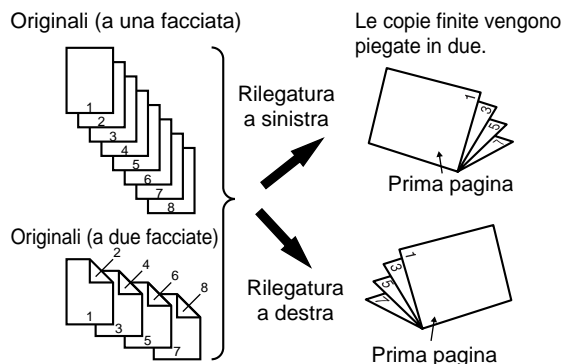 Originali (a una facciata)
1
2
3
4
5
6
7
8
Originali (a due facciate)
2
4
6
8
1
3
5
7
Rilegatura
a sinistra
Rilegatura
a destra
Le copie finite vengono
piegate in due.
1
3
5
7
Prima pagina
1
3
5
7
Prima pagina